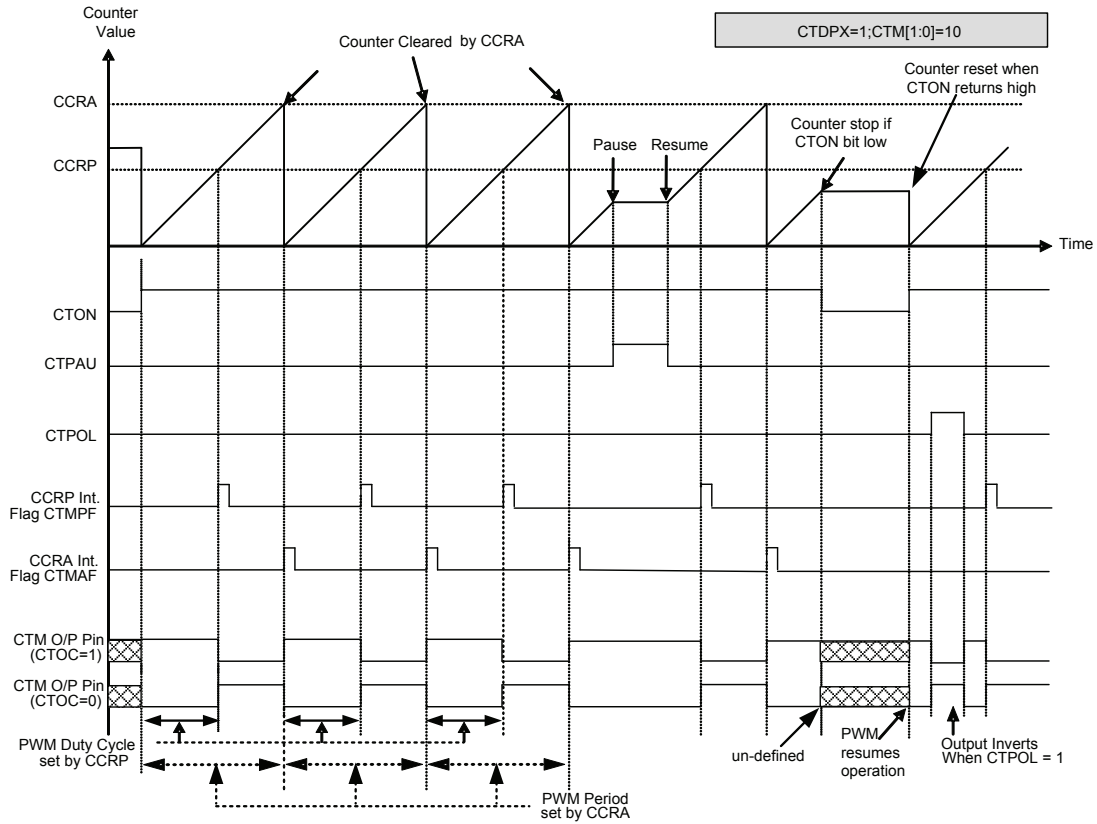 Counter
Value
CTDPX=1;CTM[1:0]=10
Counter Cleared by CCRA
Counter reset when
CTON returns high
CCRA
Counter stop if
CTON bit low
Pause Resume
CCRP
Time
CTON
CTPAU
CTPOL
CCRP Int.
Flag CTMPF
CCRA Int.
Flag CTMAF
CTM O/P Pin
(CTOC=1)
CTM O/P Pin
(CTOC=0)
PWM Duty Cycle
set by CCRP
un-defined
PWM
resumes
operation
Output Inverts
When CTPOL = 1
PWM Period
set by CCRA